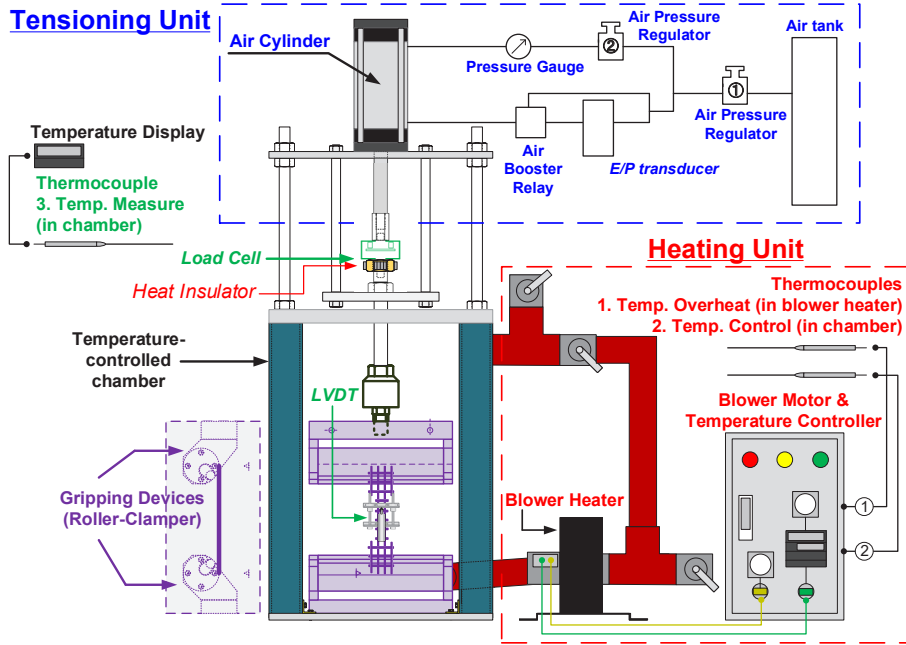 Tensioning Unit
Air Cylinder
Air Pressure
Regulator
②
Pressure Gauge
Air tank
①
Air Pressure
Regulator
Air
Booster
Relay
E/P transducer
Temperature Display
Thermocouple
3. Temp. Measure
(in chamber)
Load Cell
Heat Insulator
Heating Unit
Thermocouples
1. Temp. Overheat (in blower heater)
2. Temp. Control (in chamber)
Temperature-
controlled
chamber
LVDT
Blower Motor &
Temperature Controller
Gripping Devices
(Roller-Clamper)
Blower Heater
1
2